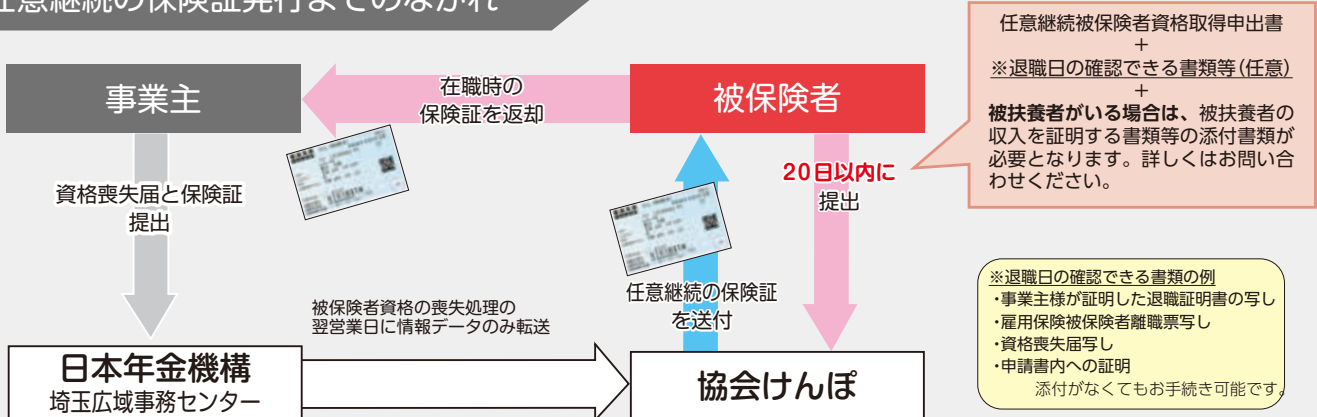 任意継続の保険証発行までのながれ
事業主
在職時の
保険証を返却
被保険者
任意継続被保険者資格取得申出書
+
※退職日の確認できる書類等(任意)
+
被扶養者がいる場合は、被扶養者の
収入を証明する書類等の添付書類が
必要となります。詳しくはお問い合
わせください。
資格喪失届と保険証
提出
20日以内に
提出
被保険者資格の喪失処理の
翌営業日に情報データのみ転送
任意継続の保険証
を送付
※退職日の確認できる書類の例
・事業主様が証明した退職証明書の写し
・雇用保険被保険者離職票写し
・資格喪失届写し
・申請書内への証明
添付がなくてもお手続き可能です。
日本年金機構
埼玉広域事務センター
協会けんぽ